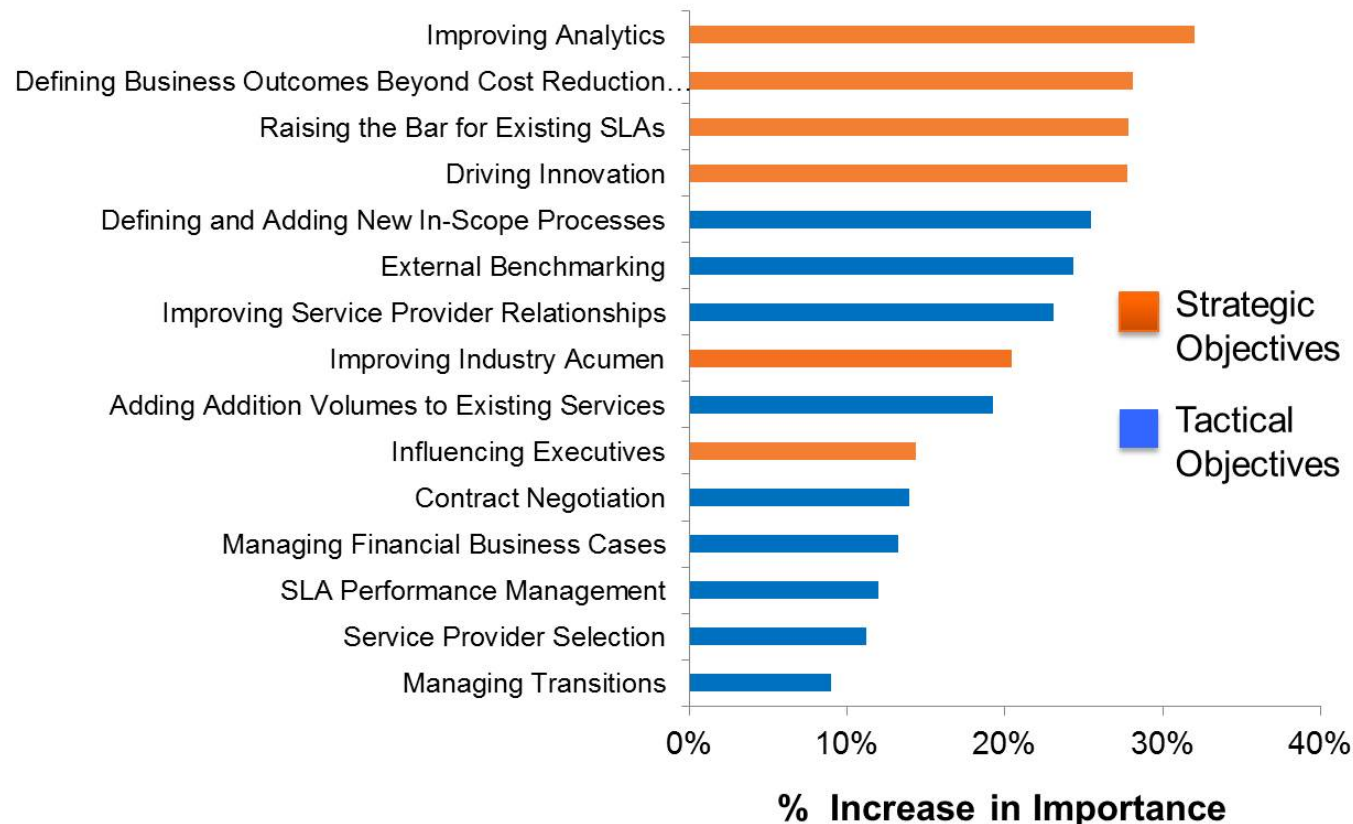 Improving Analytics
Defining Business Outcomes Beyond Cost Reduction…
Raising the Bar for Existing SLAs
Driving Innovation
Defining and Adding New In-Scope Processes
External Benchmarking
Improving Service Provider Relationships
Improving Industry Acumen
Adding Addition Volumes to Existing Services
Influencing Executives
Contract Negotiation
Managing Financial Business Cases
SLA Performance Management
Service Provider Selection
Managing Transitions
Strategic
Objectives
Tactical
Objectives
0% 10% 20% 30% 40%
% Increase in Importance